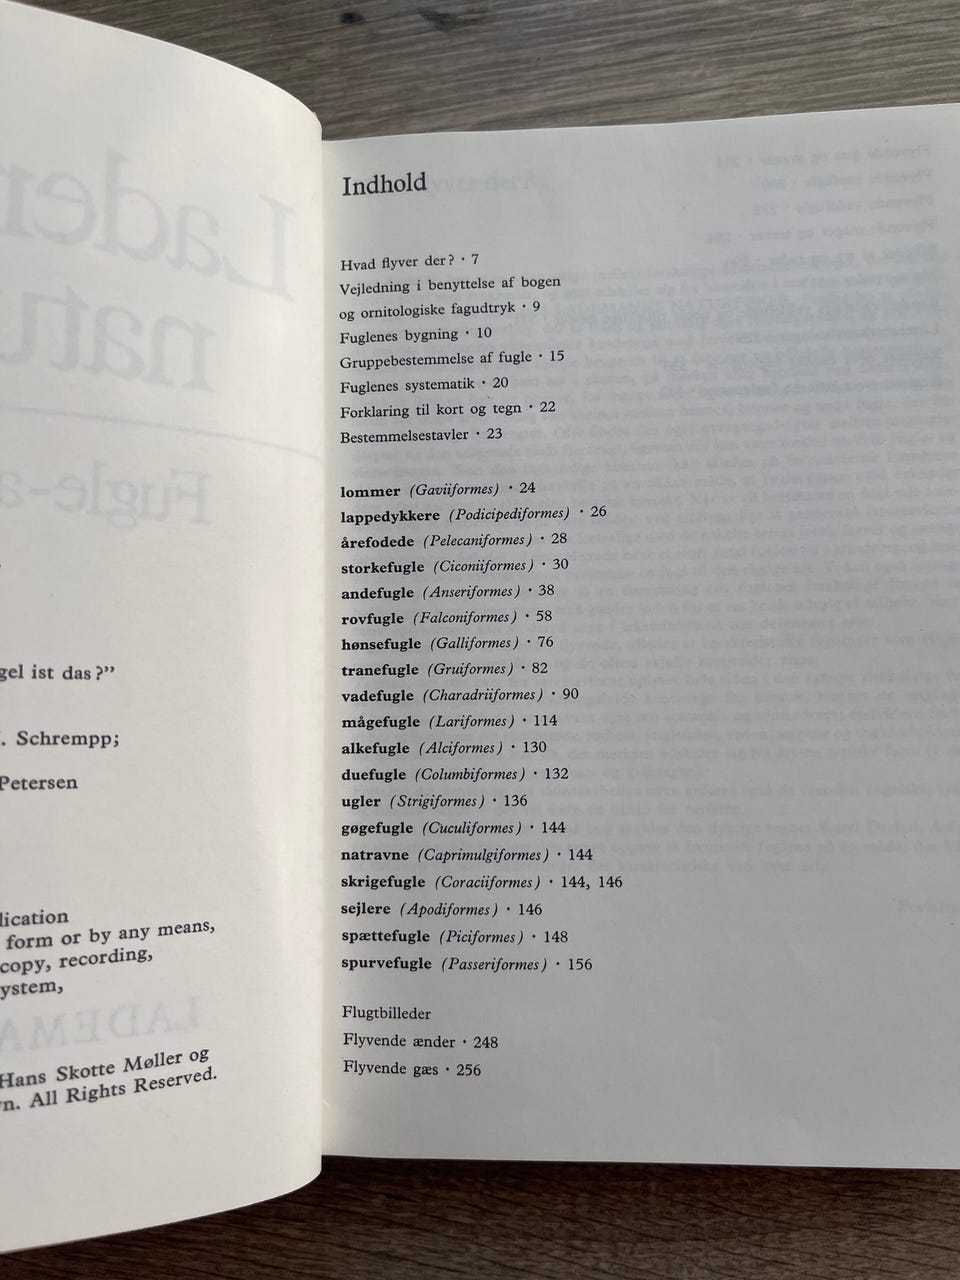 gel ist das?”
. Schrempp;
Petersen
lication
form or by any means,
copy, recording,
ystem,
Hans Skotte Møller og
n. All Rights Reserved.
Indhold
Hvad flyver der? · 7
Vejledning i benyttelse af bogen
og ornitologiske fagudtryk · 9
Fuglenes bygning · 10
Gruppebestemmelse af fugle · 15
Fuglenes systematik · 20
Forklaring til kort og tegn · 22
Bestemmelsestavler · 23
lommer (Gaviiformes) · 24
lappedykkere (Podicipediformes) · 26
årefodede (Pelecaniformes) · 28
storkefugle (Ciconiiformes) · 30
andefugle (Anseriformes) · 38
rovfugle (Falconiformes) · 58
hønsefugle (Galliformes) · 76
tranefugle (Gruiformes) · 82
vadefugle (Charadriiformes) · 90
mågefugle (Lariformes) · 114
alkefugle (Alciformes) · 130
duefugle (Columbiformes) · 132
ugler (Strigiformes) · 136
gøgefugle (Cuculiformes) · 144
natravne (Caprimulgiformes) · 144
skrigefugle (Coraciiformes) · 144, 146
sejlere (Apodiformes) · 146
spættefugle (Piciformes) · 148
spurvefugle (Passeriformes) · 156
Flugtbilleder
Flyvende ænder · 248
Flyvende gæs · 256